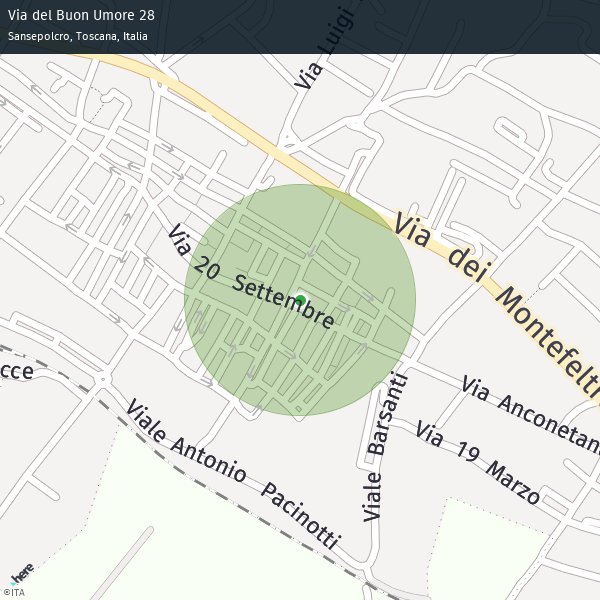 Via del Buon Umore 28
Sansepolcro, Toscana, Italia
Via Luigi
Via dei Montefeltr
Via 20 Settembre
cce
Viale Antonio Pacinotti
Viale Barsanti
Via Anconetan
Via 19 Marzo
here
©ITA